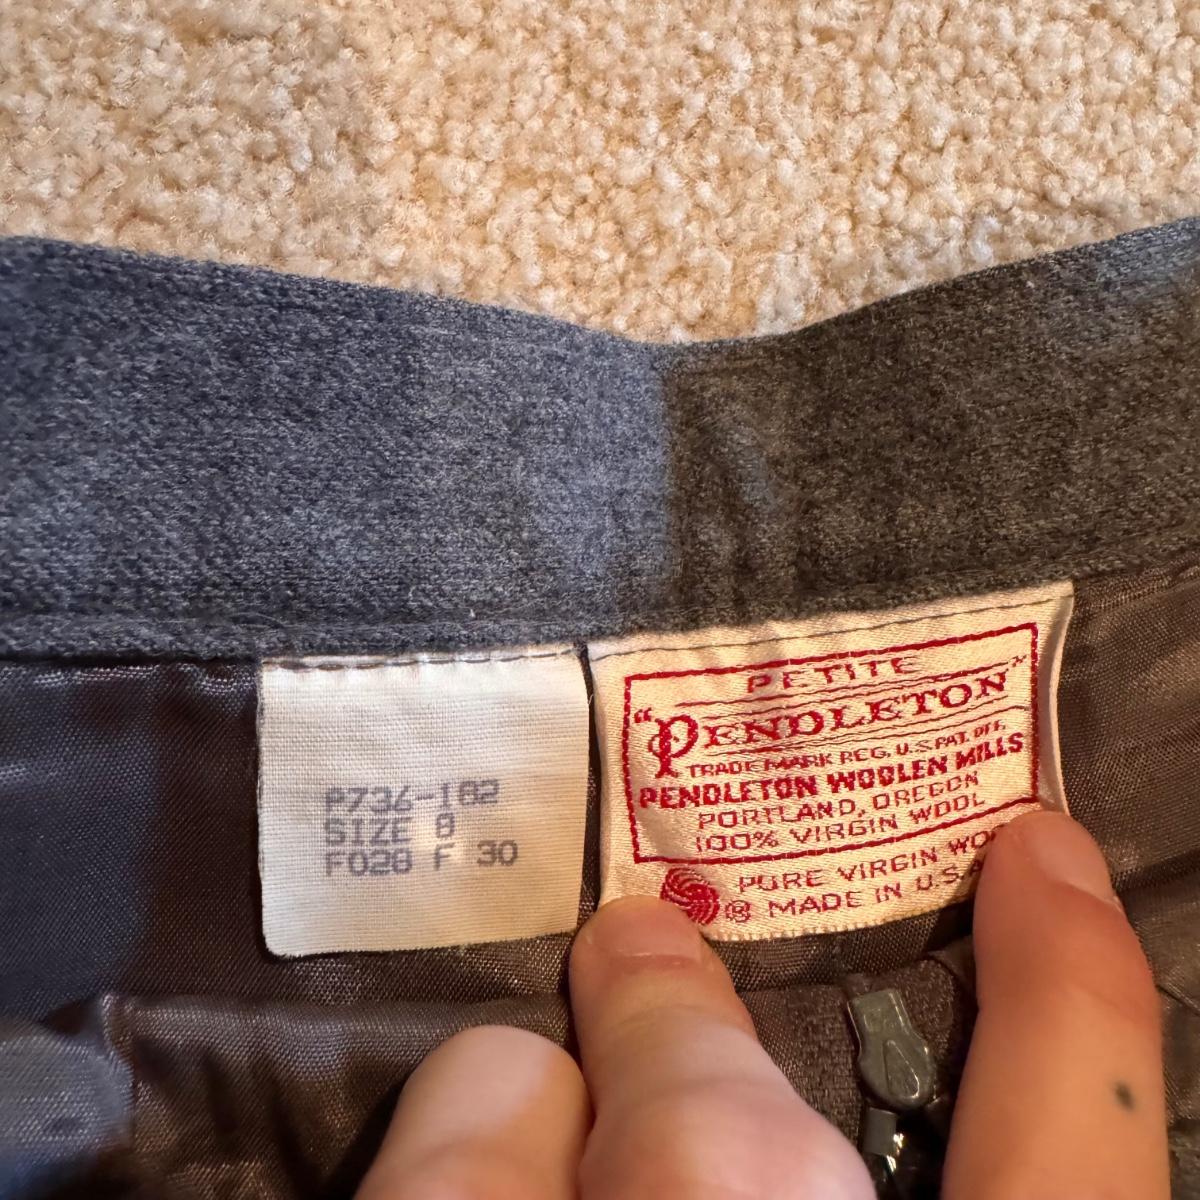 P736-182
SIZE 8
F028 F 30
PETITE
"PENDLETON"
TRADE MARK REG. U.S. PAT. OFF.
PENDLETON WOOLEN MILLS
PORTLAND, OREGON
100% VIRGIN WOOL
PURE VIRGIN WOO
® MADE IN U.S.A